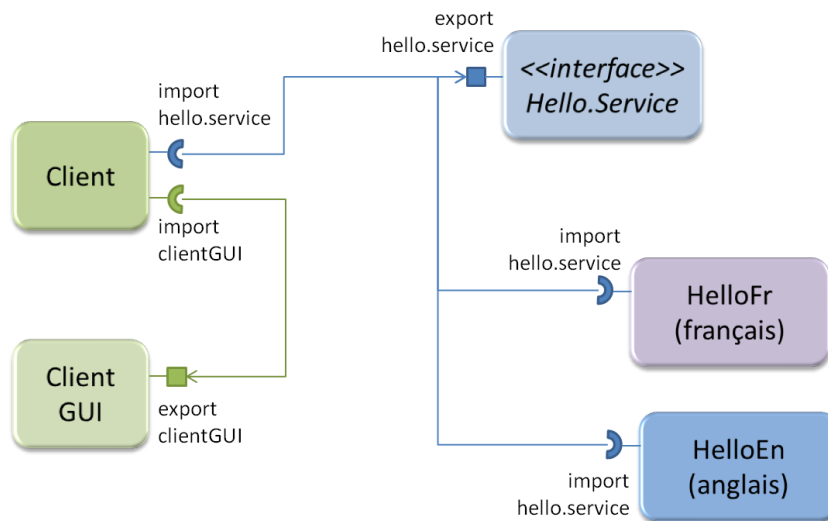 export
hello.service
<<interface>>
Hello.Service
import
hello.service
Client
import
clientGUI
import
hello.service
HelloFr
(français)
Client
GUI
export
clientGUI
HelloEn
(anglais)
import
hello.service